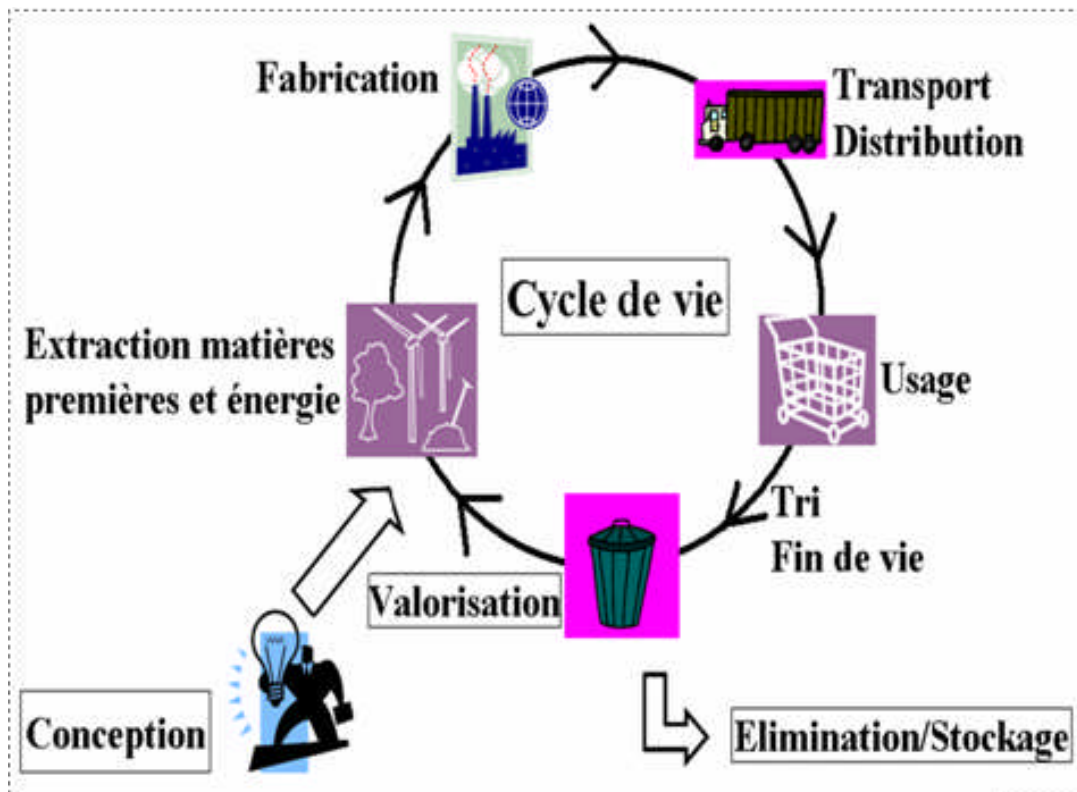 Fabrication
Transport
Distribution
Cycle de vie
Extraction matières
premières et énergie
Usage
Tri
Fin de vie
Valorisation
Conception
Elimination/Stockage